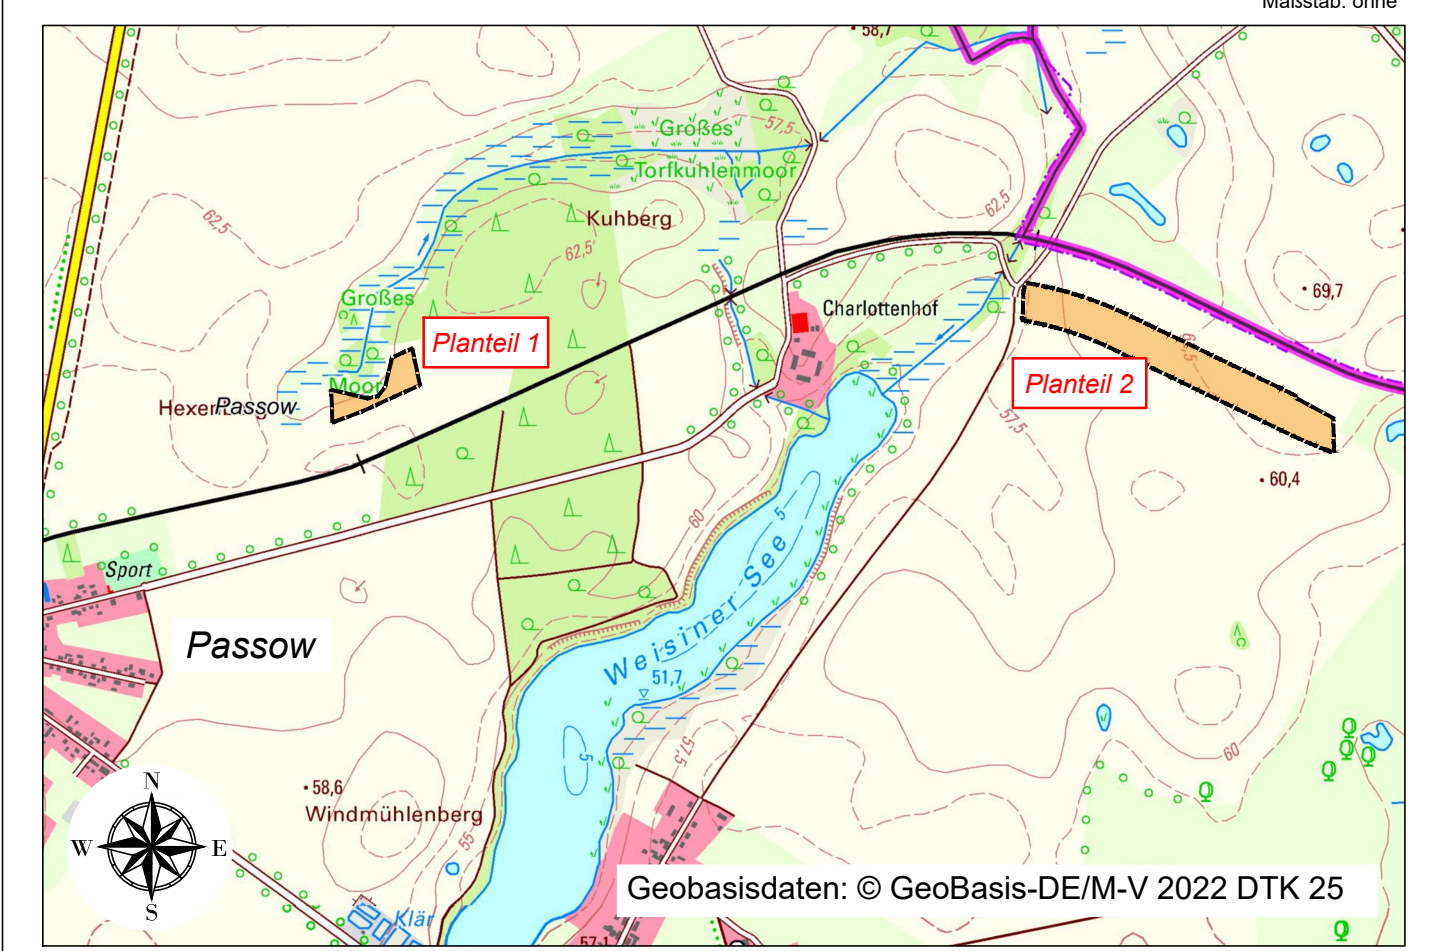 Maßstab: ohne
58,7
Großes
57,5
Torfkuhlenmoor
Kuhberg
62,5
62,5
62,5
Großes
69,7
Charlottenhof
Planteil 1
Planteil 2
Moor
Passow
57,5
60,4
60
5
Sport
Weisiner See
Passow
51,7
57,5
60
5
58,6
Windmühlenberg
55
N
W
E
S
Geobasisdaten: © GeoBasis-DE/M-V 2022 DTK 25
Klär
57,1